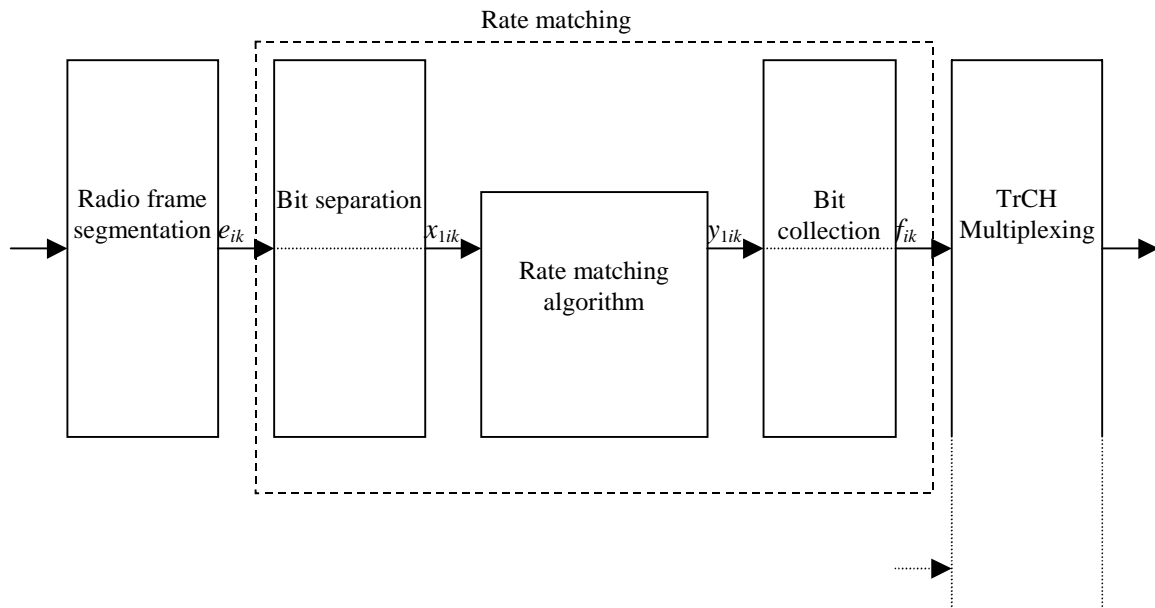 Rate matching
Radio frame
segmentation
e_ik
Bit separation
x_1ik
Rate matching
algorithm
y_1ik
Bit
collection
f_ik
TrCH
Multiplexing